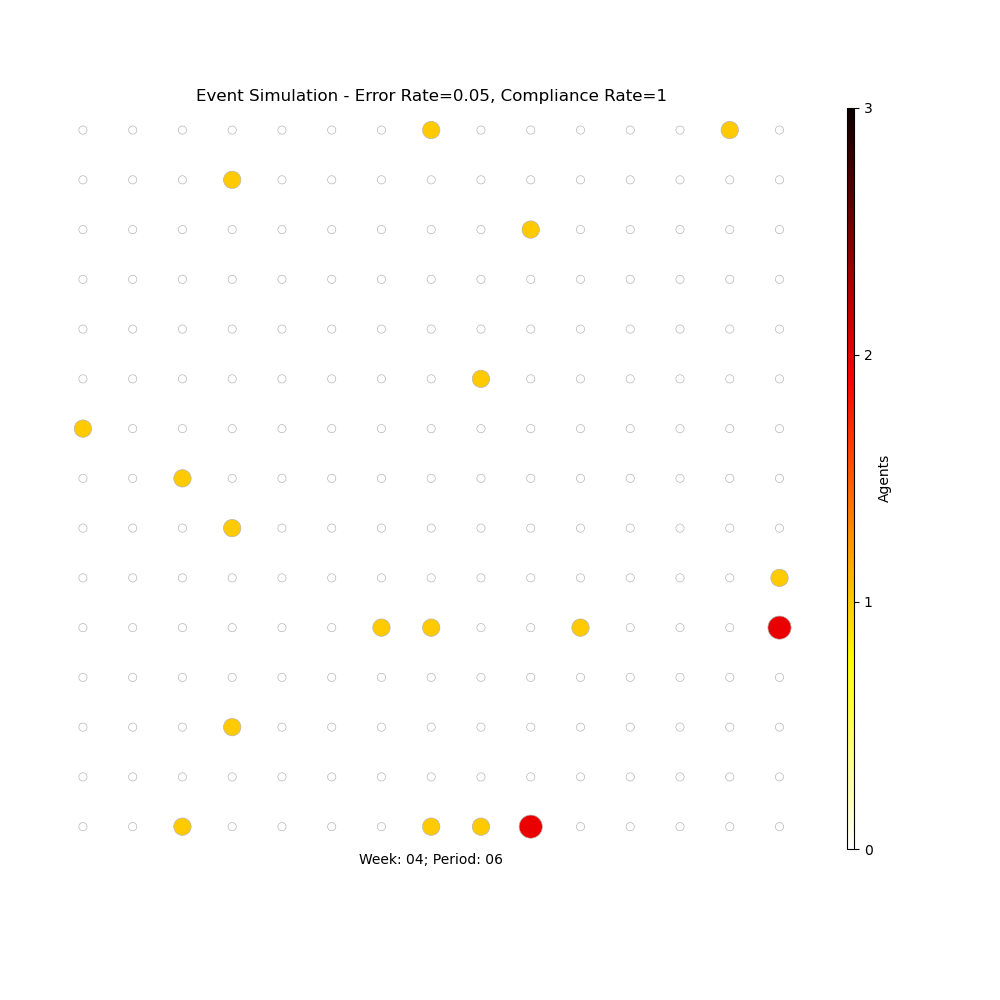 Event Simulation - Error Rate=0.05, Compliance Rate=1
3
2
Agents
1
0
Week: 04; Period: 06